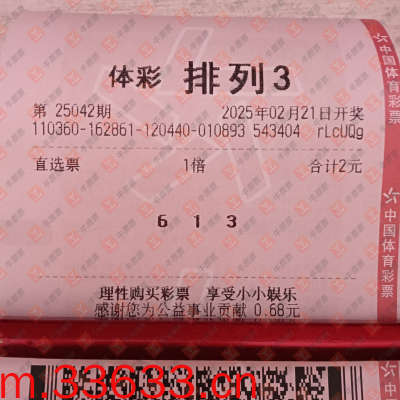 体彩 排列3
第 25042期 2025年02月21日开奖
110360-162861-120440-010893 543404 rLcUQg
直选票 1倍 合计2元
6 1 3
理性购买彩票 享受小小娱乐
感谢您为公益事业贡献 0.68元
m.33633.cn
中国体育彩票
中国体育彩票